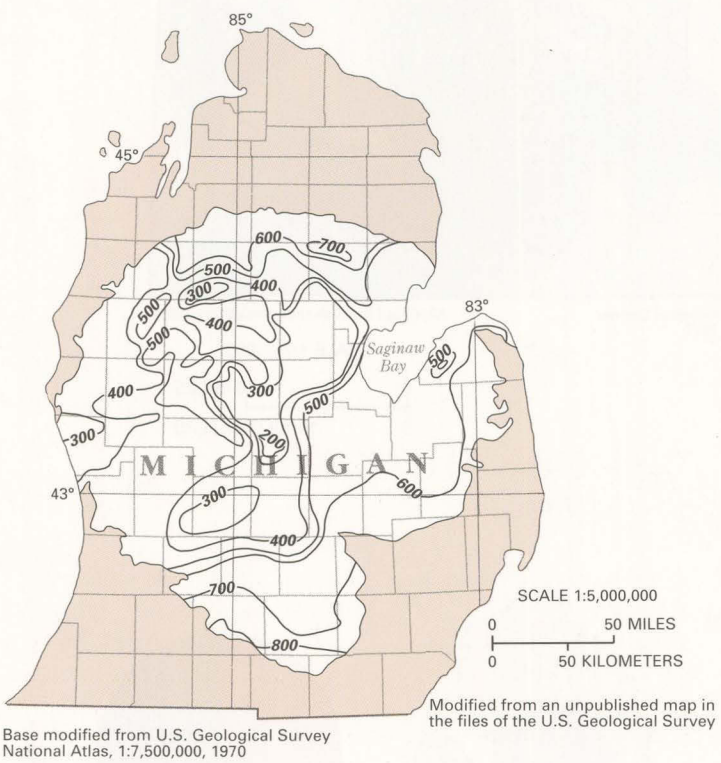 85°
45°
600
700
500
400
300
500
400
500
83°
Saginaw
Bay
500
400
300
500
300
200
MICHIGAN
43°
300
600
400
700
800
SCALE 1:5,000,000
0 50 MILES
0 50 KILOMETERS
Modified from an unpublished map in
the files of the U.S. Geological Survey
Base modified from U.S. Geological Survey
National Atlas, 1:7,500,000, 1970